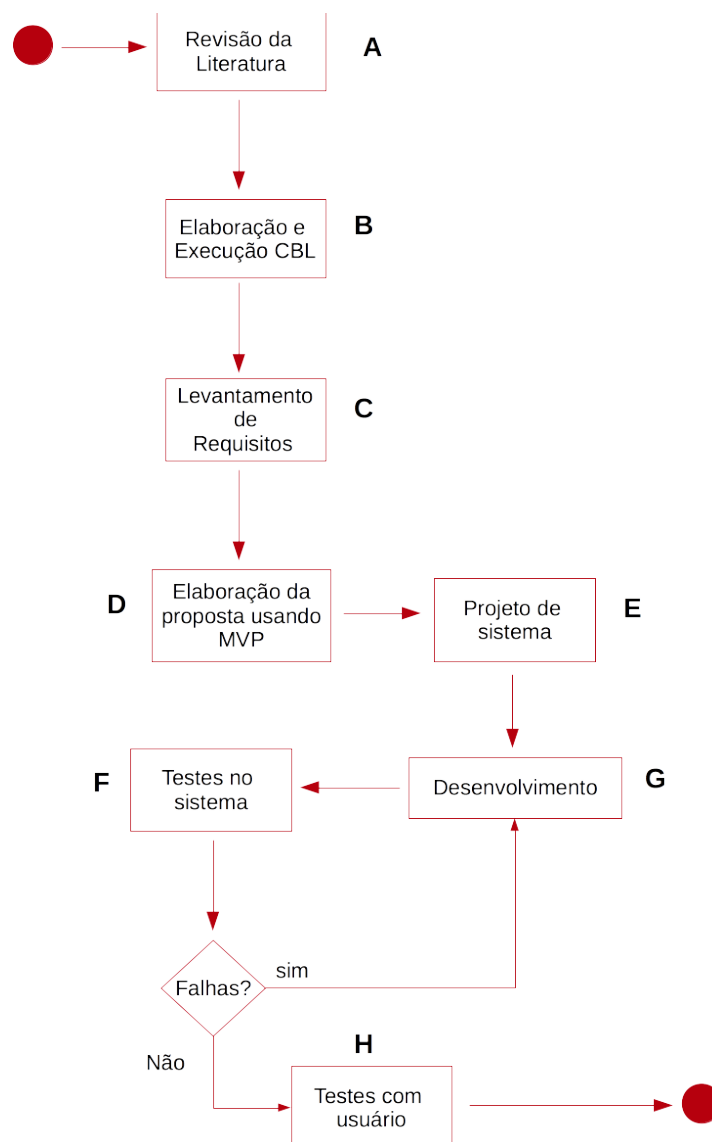 Revisão da
Literatura
A
Elaboração e
Execução CBL
B
Levantamento
de
Requisitos
C
D
Elaboração da
proposta usando
MVP
Projeto de
sistema
E
F
Testes no
sistema
Desenvolvimento
G
Falhas?
sim
Não
H
Testes com
usuário